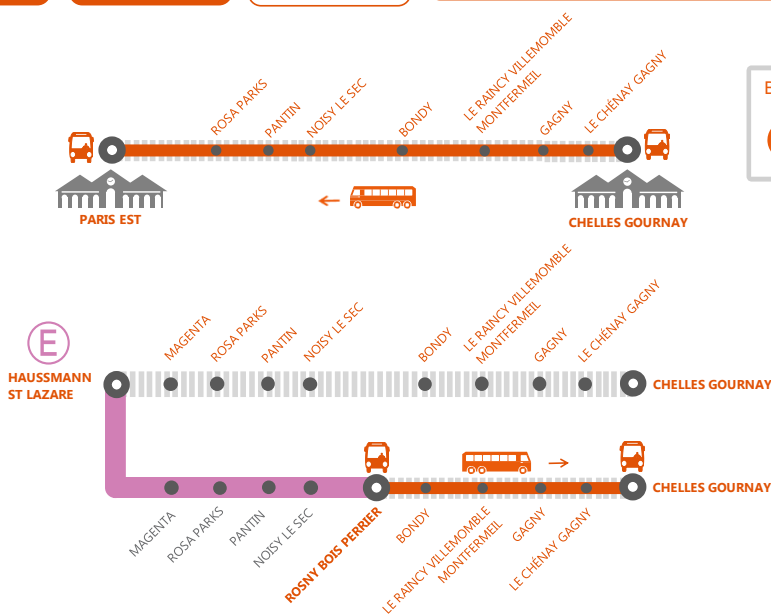 ROSA PARKS
PANTIN
NOISY LE SEC
BONDY
LE RAINCY VILLEMOMBLE
MONTFERMEIL
GAGNY
LE CHÉNAY GAGNY
PARIS EST
CHELLES GOURNAY
E
HAUSSMANN
ST LAZARE
MAGENTA
ROSA PARKS
PANTIN
NOISY LE SEC
BONDY
LE RAINCY VILLEMOMBLE
MONTFERMEIL
GAGNY
LE CHÉNAY GAGNY
CHELLES GOURNAY
MAGENTA
ROSA PARKS
PANTIN
NOISY LE SEC
ROSNY BOIS PERRIER
BONDY
LE RAINCY VILLEMOMBLE
MONTFERMEIL
GAGNY
LE CHÉNAY GAGNY
CHELLES GOURNAY